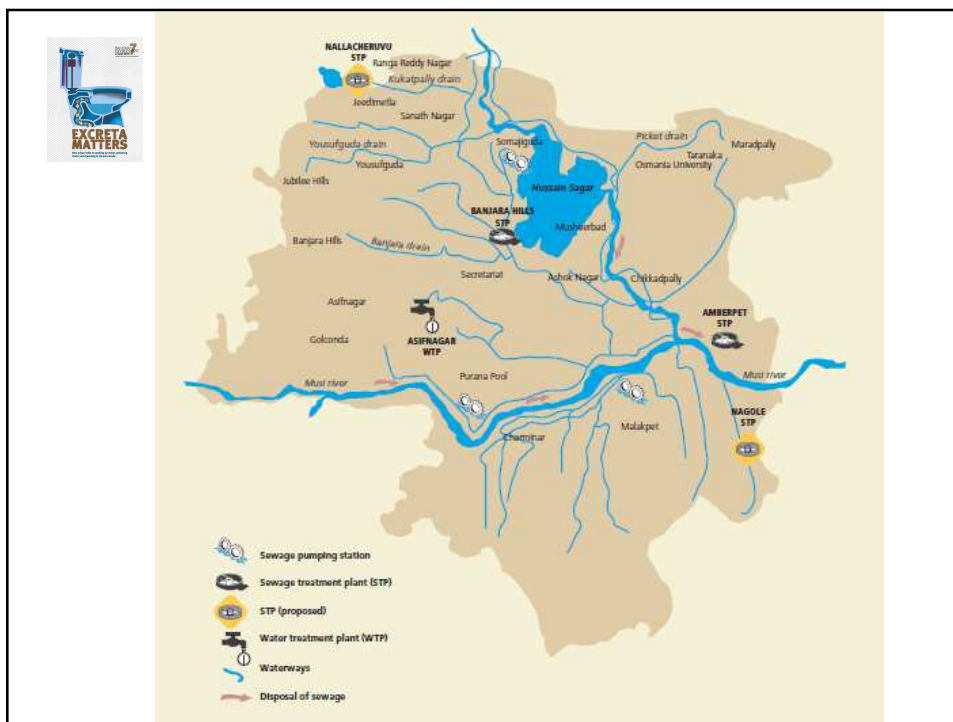 EXCRETA
MATTERS
NALLACHERUVU
STP
Ranga Reddy Nagar
Kukatpally drain
Jeedimetla
Sanath Nagar
Yousufguda drain
Yousufguda
Jubilee Hills
Somajiguda
Picket drain
Maradpally
Taranaka
Osmania University
Hussain Sagar
BANJARA HILLS
STP
Musheerbad
Banjara Hills
Banjara drain
Secretariat
Ashok Nagar
Chikkadpally
Asifnagar
Golconda
ASIFNAGAR
WTP
AMBERPET
STP
Musi river
Purana Pool
Musi river
Charminar
Malakpet
NAGOLE
STP
Sewage pumping station
Sewage treatment plant (STP)
STP (proposed)
Water treatment plant (WTP)
Waterways
Disposal of sewage